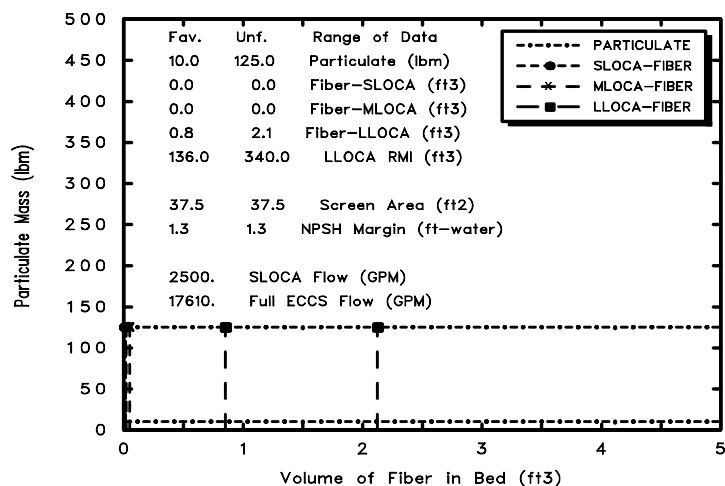 500
450
400
350
300
250
200
150
100
50
0
Particulate Mass (lbm)
Fav. Unf. Range of Data
10.0 125.0 Particulate (lbm)
0.0 0.0 Fiber-SLOCA (ft3)
0.0 0.0 Fiber-MLOCA (ft3)
0.8 2.1 Fiber-LLOCA (ft3)
136.0 340.0 LLOCA RMI (ft3)
37.5 37.5 Screen Area (ft2)
1.3 1.3 NPSH Margin (ft-water)
2500. SLOCA Flow (GPM)
17610. Full ECCS Flow (GPM)
PARTICULATE
SLOCA-FIBER
MLOCA-FIBER
LLOCA-FIBER
0 1 2 3 4 5
Volume of Fiber in Bed (ft3)